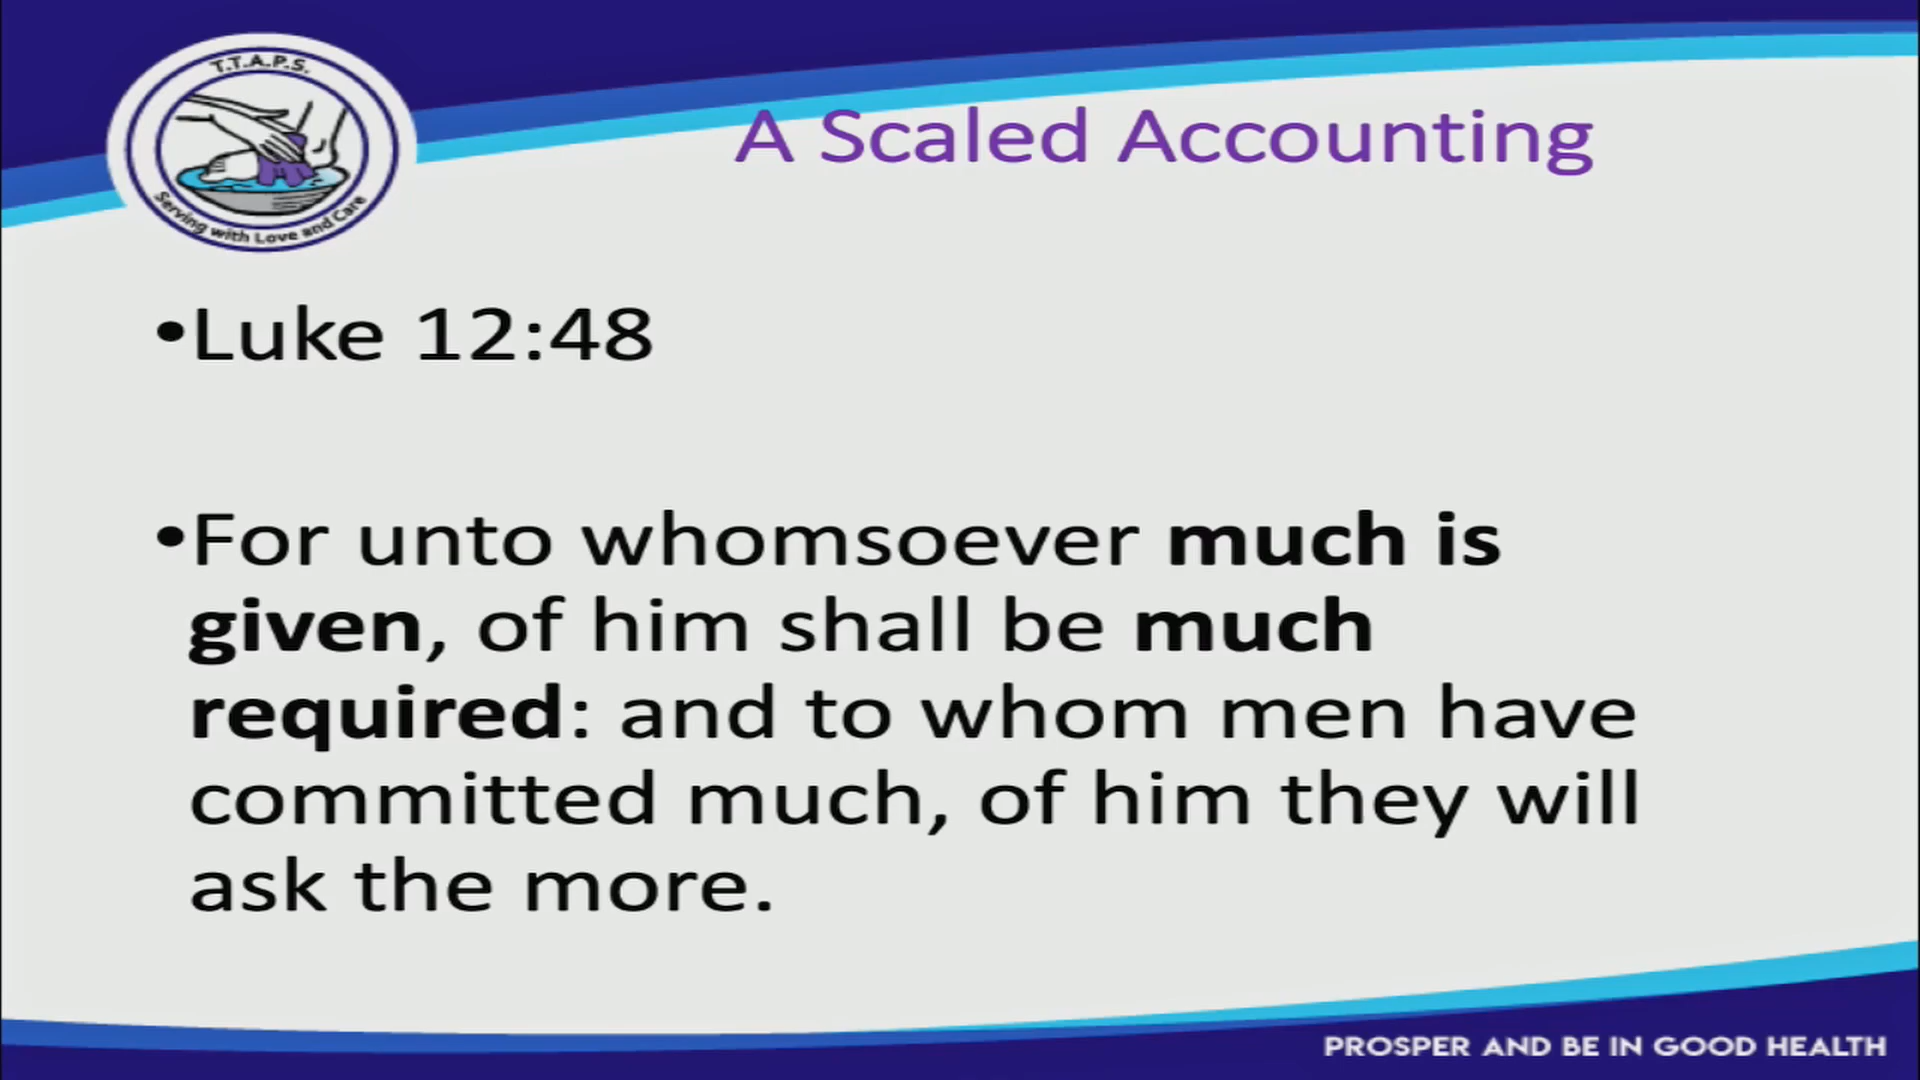 T.T.A.P.S.
Serving with Love and Care
A Scaled Accounting
•Luke 12:48
•For unto whomsoever much is
given, of him shall be much
required: and to whom men have
committed much, of him they will
ask the more.
PROSPER AND BE IN GOOD HEALTH